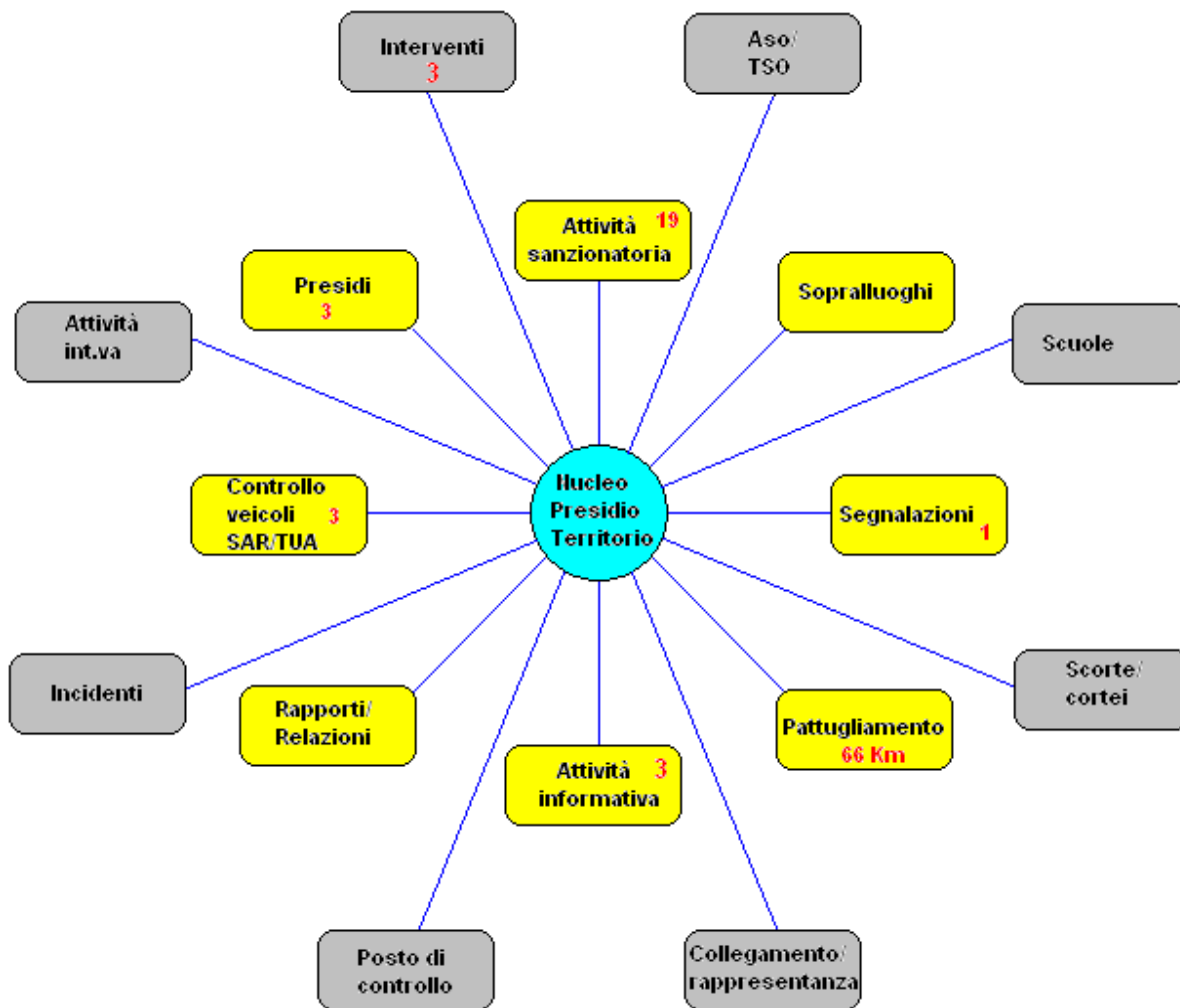 Interventi
3
Aso/
TSO
Attività 19
sanzionatoria
Presidi
3
Sopralluoghi
Attività
int.va
Scuole
Controllo
veicoli 3
SAR/TUA
Nucleo
Presidio
Territorio
Segnalazioni
1
Incidenti
Rapporti/
Relazioni
Attività 3
informativa
Pattugliamento
66 Km
Scorte/
cortei
Posto di
controllo
Collegamento/
rappresentanza